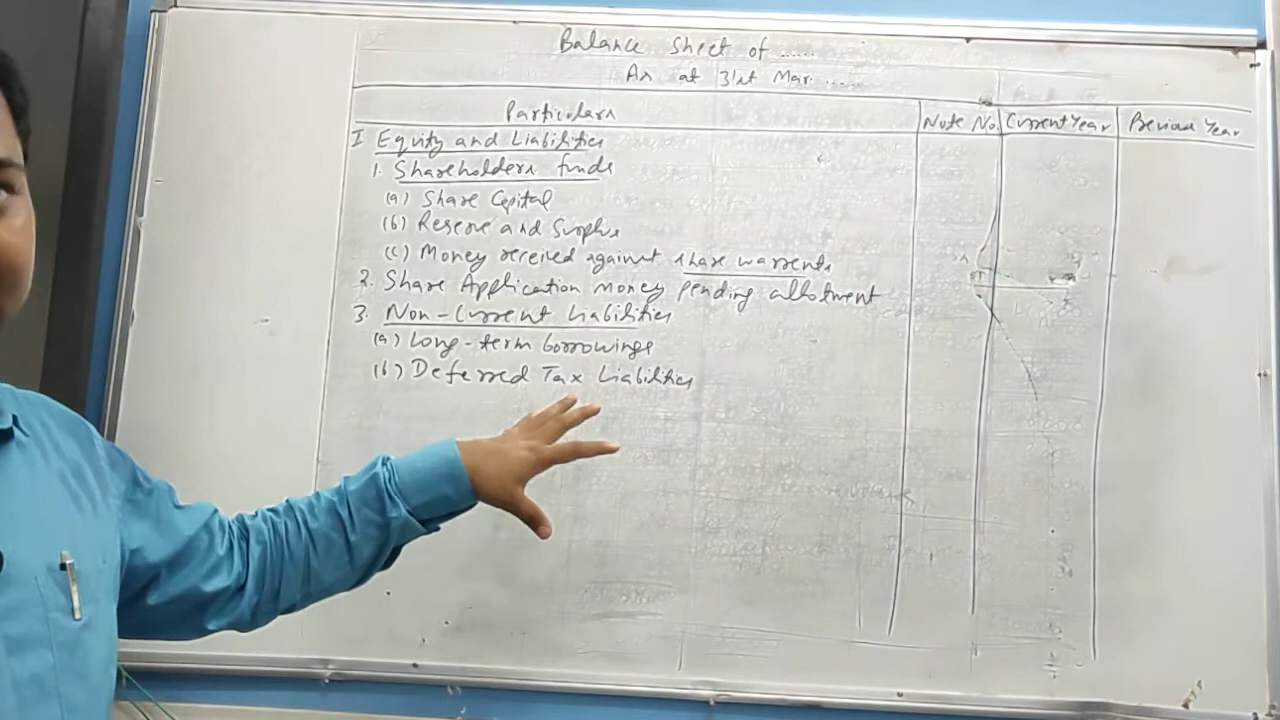 Balance Sheet of ......
As at 31st Mar. ......
Particulars Note No. Current Year Previous Year
I Equity and Liabilities
1. Shareholders funds
(a) Share Capital
(b) Reserve and Surplus
(c) Money received against share warrents
2. Share Application money pending allotment
3. Non-Current Liabilities
(a) Long-term borrowings
(b) Deferred Tax Liabilities